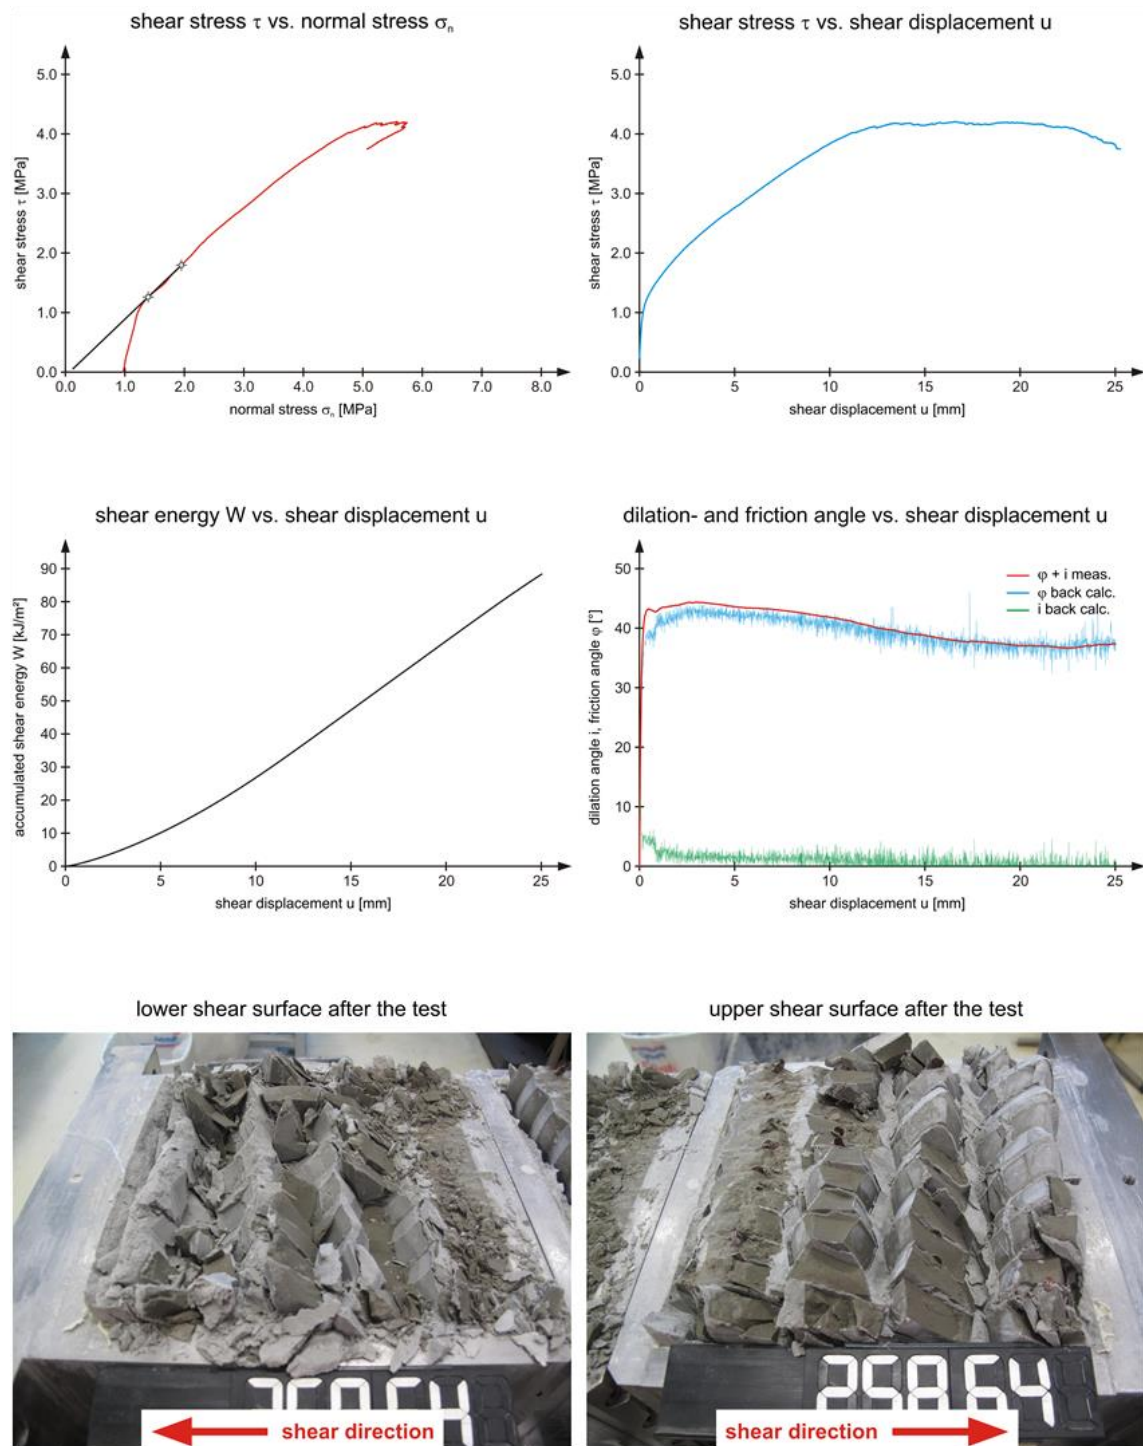 shear stress τ vs. normal stress σₙ
shear stress τ [MPa]
5.0
4.0
3.0
2.0
1.0
0.0
0.0 1.0 2.0 3.0 4.0 5.0 6.0 7.0 8.0
normal stress σₙ [MPa]
shear stress τ vs. shear displacement u
shear stress τ [MPa]
5.0
4.0
3.0
2.0
1.0
0.0
0 5 10 15 20 25
shear displacement u [mm]
shear energy W vs. shear displacement u
accumulated shear energy W [kJ/m²]
90
80
70
60
50
40
30
20
10
0
0 5 10 15 20 25
shear displacement u [mm]
dilation- and friction angle vs. shear displacement u
dilation angle i, friction angle φ [°]
50
40
30
20
10
0
φ + i meas.
φ back calc.
i back calc.
0 5 10 15 20 25
shear displacement u [mm]
lower shear surface after the test
shear direction
upper shear surface after the test
25864
shear direction